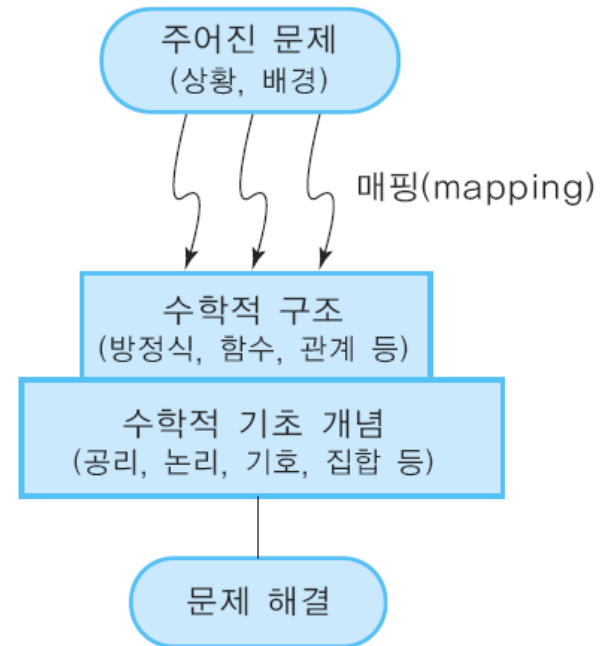 주어진 문제
(상황, 배경)
매핑(mapping)
수학적 구조
(방정식, 함수, 관계 등)
수학적 기초 개념
(공리, 논리, 기호, 집합 등)
문제 해결